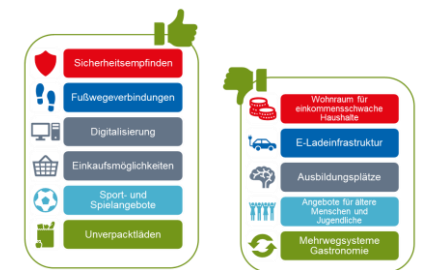 Sicherheitsempfinden
Fußwegeverbindungen
Digitalisierung
Einkaufsmöglichkeiten
Sport- und
Spielangebote
Unverpacktläden
Wohnraum für
einkommensschwache
Haushalte
E-Ladeinfrastruktur
Ausbildungsplätze
Angebote für ältere
Menschen und
Jugendliche
Mehrwegsysteme
Gastronomie